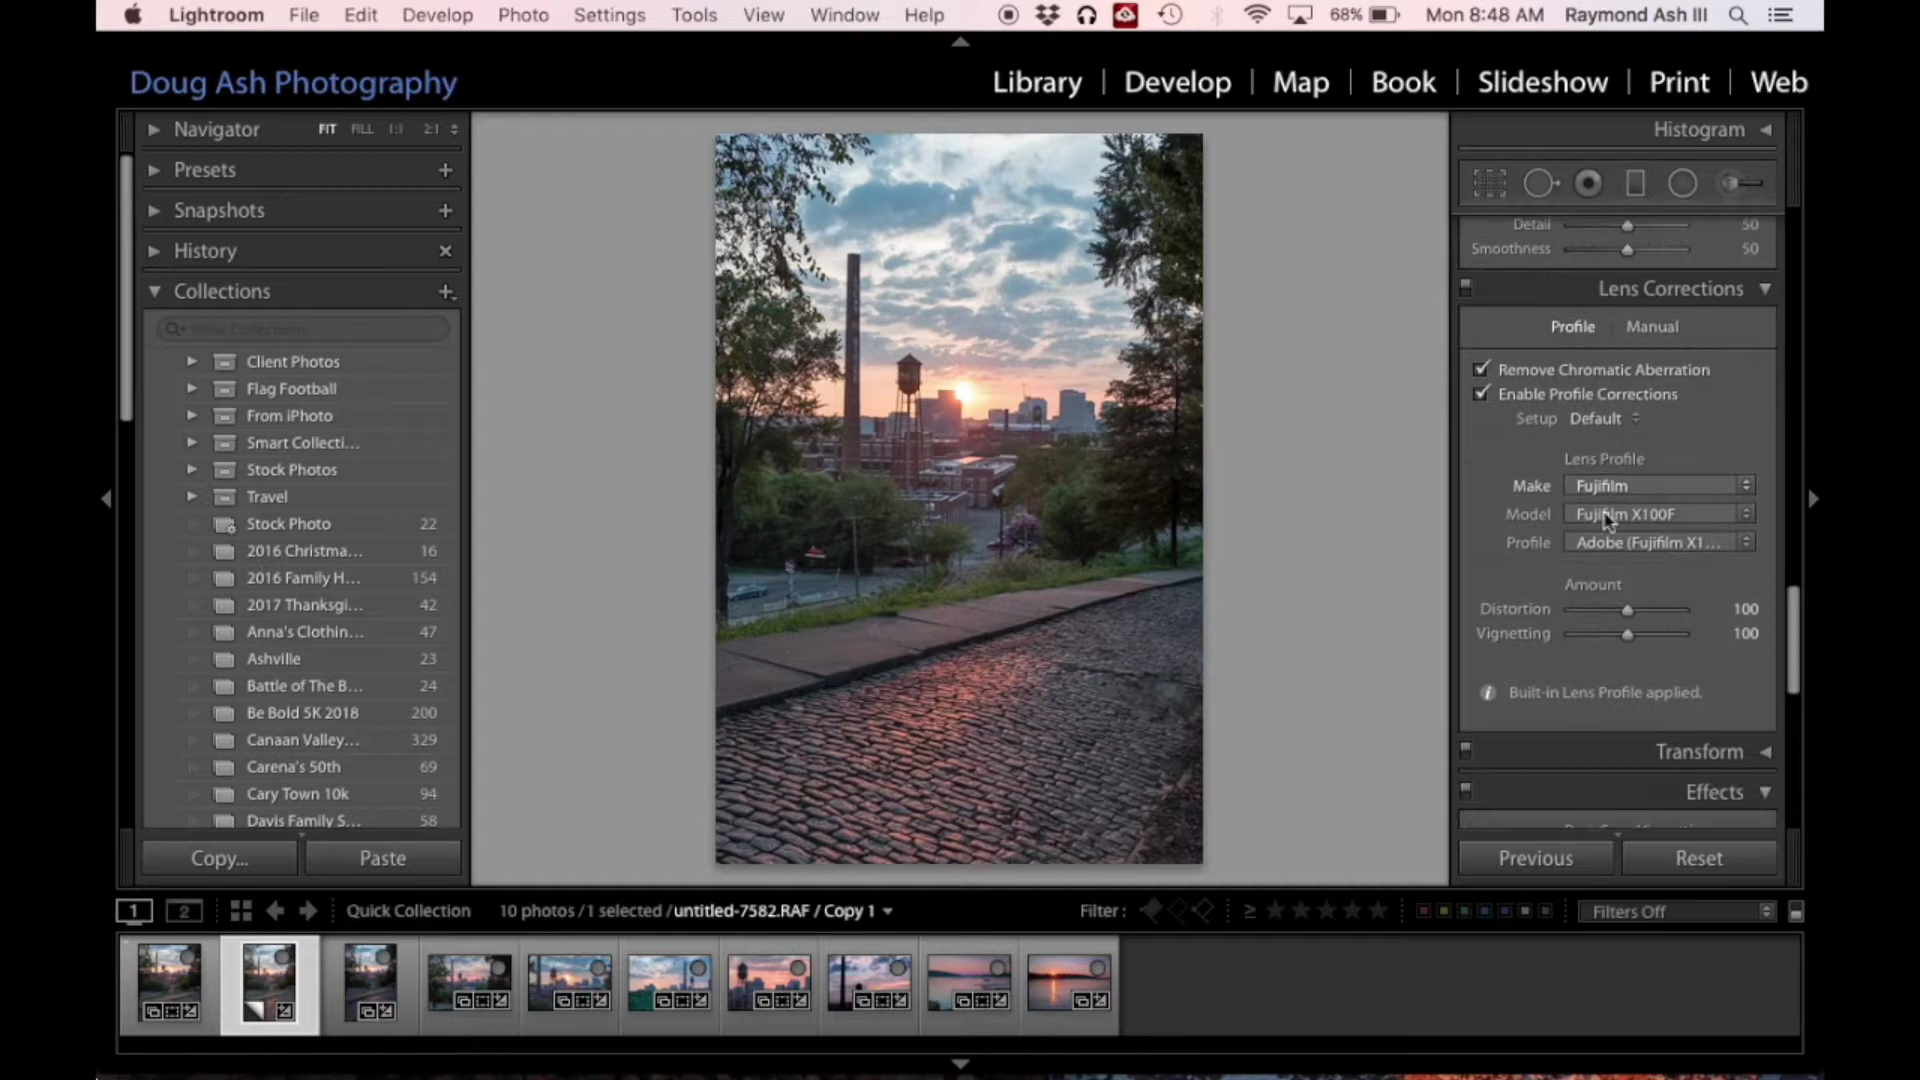 Lightroom File Edit Develop Photo Settings Tools View Window Help 68% Mon 8:48 AM Raymond Ash III
Doug Ash Photography
Library | Develop | Map | Book | Slideshow | Print | Web
Navigator FIT FILL 1:1 2:1
Presets
Snapshots
History
Collections
Client Photos
Flag Football
From iPhoto
Smart Collecti...
Stock Photos
Travel
Stock Photo 22
2016 Christma... 16
2016 Family H... 154
2017 Thanksgi... 42
Anna's Clothin... 47
Ashville 23
Battle of The B... 24
Be Bold 5K 2018 200
Canaan Valley... 329
Carena's 50th 69
Cary Town 10k 94
Davis Family S... 58
Copy... Paste
Histogram
Detail 50
Smoothness 50
Lens Corrections
Profile Manual
Remove Chromatic Aberration
Enable Profile Corrections
Setup Default
Lens Profile
Make Fujifilm
Model Fujifilm X100F
Profile Adobe (Fujifilm X1...
Amount
Distortion 100
Vignetting 100
Built-in Lens Profile applied.
Transform
Effects
Previous Reset
1 2 Quick Collection 10 photos / 1 selected / untitled-7582.RAF / Copy 1 Filter : ≥ Filters Off